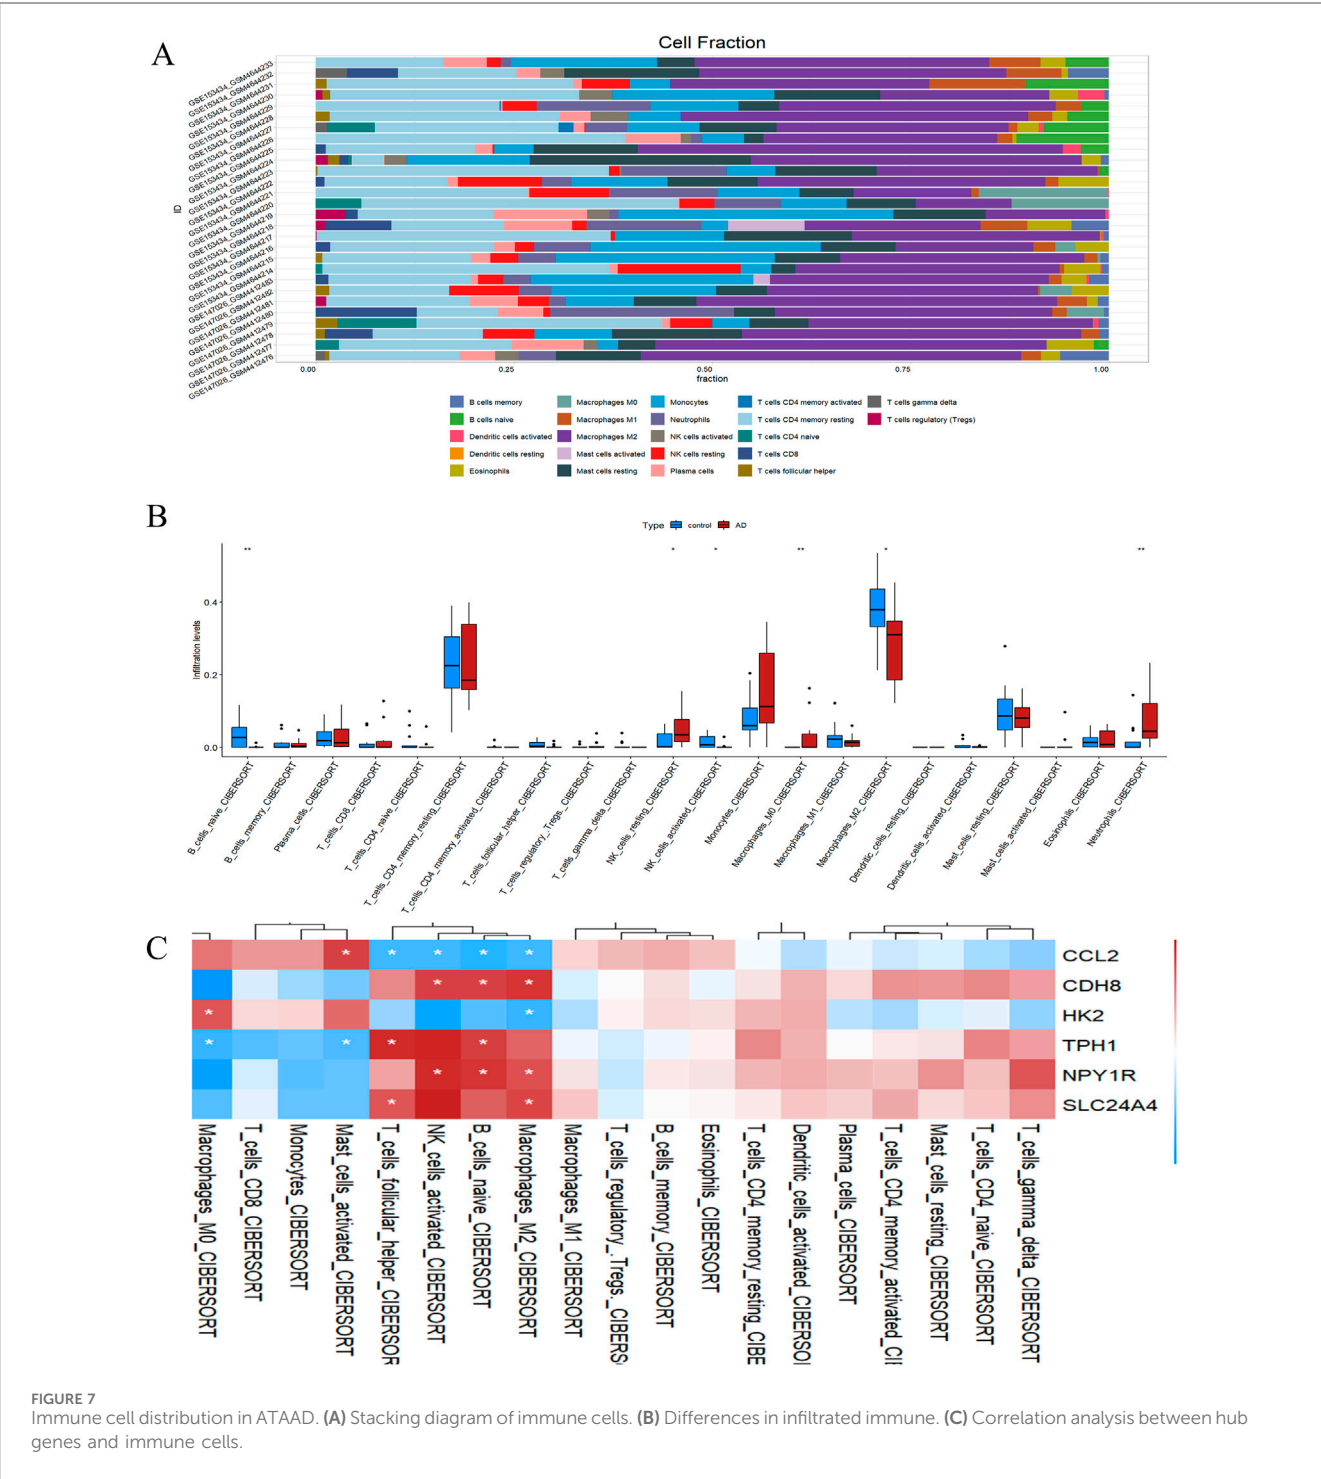 A
Cell Fraction
ID
GSE153434_GSM4644233
GSE153434_GSM4644232
GSE153434_GSM4644231
GSE153434_GSM4644230
GSE153434_GSM4644229
GSE153434_GSM4644228
GSE153434_GSM4644227
GSE153434_GSM4644226
GSE153434_GSM4644225
GSE153434_GSM4644224
GSE153434_GSM4644223
GSE153434_GSM4644222
GSE153434_GSM4644221
GSE153434_GSM4644220
GSE153434_GSM4644219
GSE153434_GSM4644218
GSE153434_GSM4644217
GSE153434_GSM4644216
GSE153434_GSM4644215
GSE153434_GSM4644214
GSE147026_GSM4412483
GSE147026_GSM4412482
GSE147026_GSM4412481
GSE147026_GSM4412480
GSE147026_GSM4412479
GSE147026_GSM4412478
GSE147026_GSM4412477
GSE147026_GSM4412476
0.00 0.25 0.50 0.75 1.00
fraction
B cells memory Macrophages M0 Monocytes T cells CD4 memory activated T cells gamma delta
B cells naive Macrophages M1 Neutrophils T cells CD4 memory resting T cells regulatory (Tregs)
Dendritic cells activated Macrophages M2 NK cells activated T cells CD4 naive
Dendritic cells resting Mast cells activated NK cells resting T cells CD8
Eosinophils Mast cells resting Plasma cells T cells follicular helper
B
Type control AD
** * * ** * **
Infiltration levels
0.4
0.2
0.0
B_cells_naive_CIBERSORT
B_cells_memory_CIBERSORT
Plasma_cells_CIBERSORT
T_cells_CD8_CIBERSORT
T_cells_CD4_naive_CIBERSORT
T_cells_CD4_memory_resting_CIBERSORT
T_cells_CD4_memory_activated_CIBERSORT
T_cells_follicular_helper_CIBERSORT
T_cells_regulatory_.Tregs._CIBERSORT
T_cells_gamma_delta_CIBERSORT
NK_cells_resting_CIBERSORT
NK_cells_activated_CIBERSORT
Monocytes_CIBERSORT
Macrophages_M0_CIBERSORT
Macrophages_M1_CIBERSORT
Macrophages_M2_CIBERSORT
Dendritic_cells_resting_CIBERSORT
Dendritic_cells_activated_CIBERSORT
Mast_cells_resting_CIBERSORT
Mast_cells_activated_CIBERSORT
Eosinophils_CIBERSORT
Neutrophils_CIBERSORT
C
* * * * * CCL2
* * * CDH8
* * HK2
* * * * TPH1
* * * NPY1R
* * SLC24A4
Macrophages_M0_CIBERSORT
T_cells_CD8_CIBERSORT
Monocytes_CIBERSORT
Mast_cells_activated_CIBERSORT
T_cells_follicular_helper_CIBERSOR
NK_cells_activated_CIBERSORT
B_cells_naive_CIBERSORT
Macrophages_M2_CIBERSORT
Macrophages_M1_CIBERSORT
T_cells_regulatory_.Tregs._CIBERS
B_cells_memory_CIBERSORT
Eosinophils_CIBERSORT
T_cells_CD4_memory_resting_CIBE
Dendritic_cells_activated_CIBERSO
Plasma_cells_CIBERSORT
T_cells_CD4_memory_activated_CI
Mast_cells_resting_CIBERSORT
T_cells_CD4_naive_CIBERSORT
T_cells_gamma_delta_CIBERSORT
FIGURE 7
Immune cell distribution in ATAAD. (A) Stacking diagram of immune cells. (B) Differences in infiltrated immune. (C) Correlation analysis between hub
genes and immune cells.